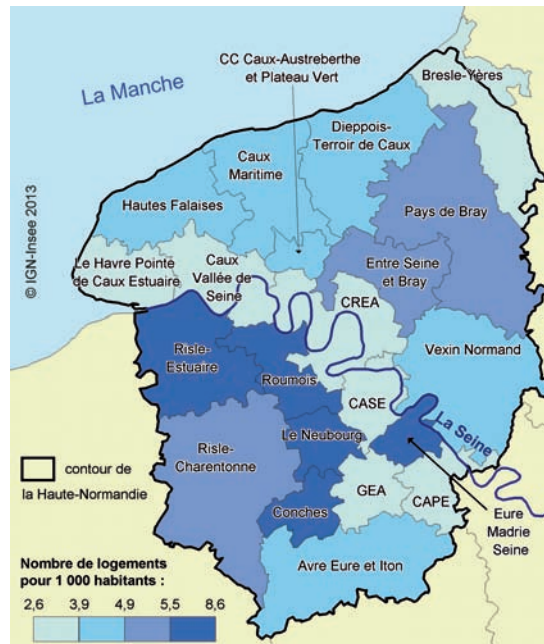 La Manche
CC Caux-Austreberthe
et Plateau Vert
Bresle-Yères
Dieppois-
Terroir de Caux
Caux
Maritime
Hautes Falaises
Pays de Bray
© IGN-Insee 2013
Le Havre Pointe
de Caux Estuaire
Caux
Vallée de
Seine
Entre Seine
et Bray
CREA
Risle-
Estuaire
Vexin Normand
Roumois
CASE
Le Neubourg
La Seine
Risle-
Charentonne
contour de
la Haute-Normandie
GEA
CAPE
Conches
Eure
Madrie
Seine
Avre Eure et Iton
Nombre de logements
pour 1 000 habitants :
2,6 3,9 4,9 5,5 8,6